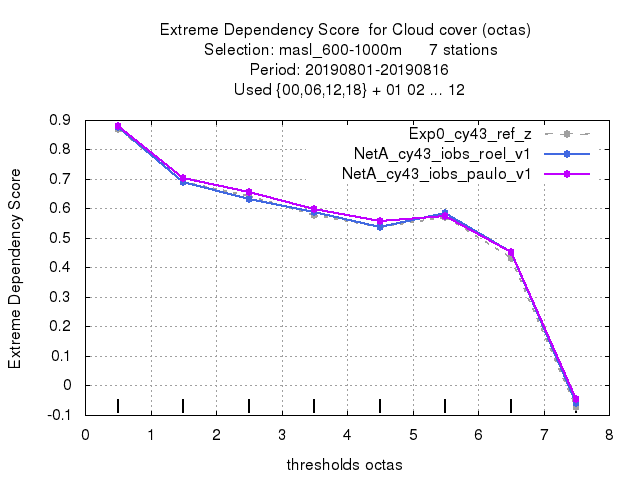 Extreme Dependency Score  for Cloud cover (octas)
Selection: masl_600-1000m      7 stations
Period: 20190801-20190816
Used {00,06,12,18} + 01 02 ... 12
Exp0_cy43_ref_z
NetA_cy43_iobs_roel_v1
NetA_cy43_iobs_paulo_v1
Extreme Dependency Score
0.9
0.8
0.7
0.6
0.5
0.4
0.3
0.2
0.1
0
-0.1
0 1 2 3 4 5 6 7 8
thresholds octas